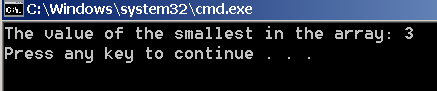 C:\Windows\system32\cmd.exe
The value of the smallest in the array: 3
Press any key to continue . . .